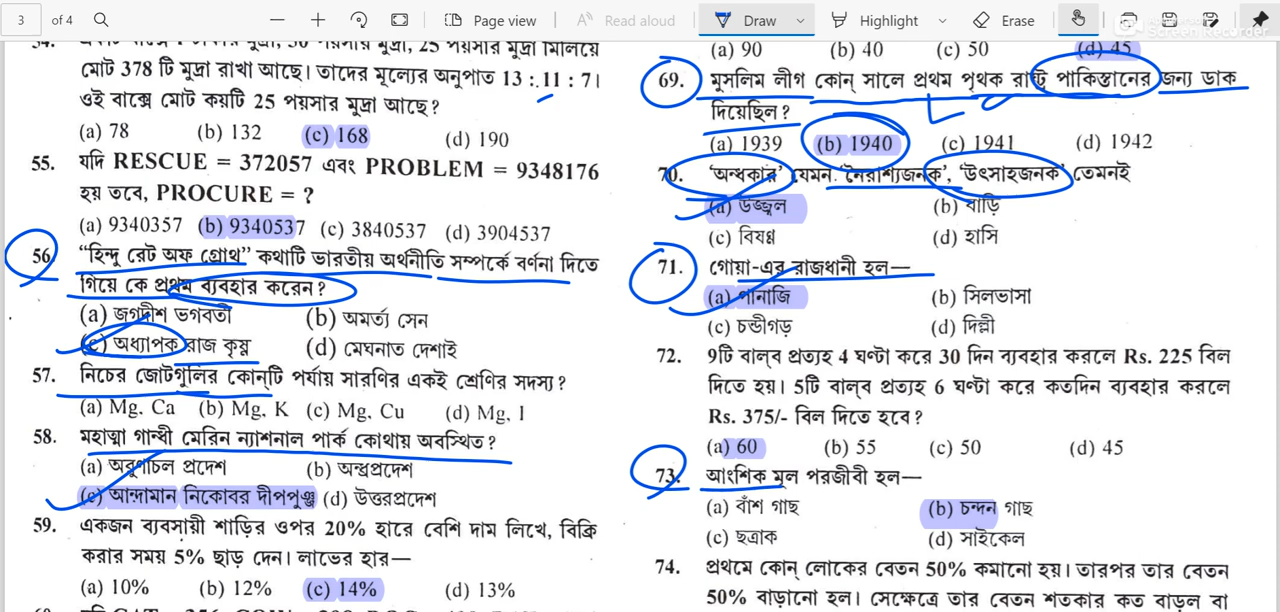 3 of 4 Page view Read aloud Draw Highlight Erase
মোট 378 টি মুদ্রা রাখা আছে। তাদের মূল্যের অনুপাত 13 : 11 : 7।
ওই বাক্সে মোট কয়টি 25 পয়সার মুদ্রা আছে?
(a) 78 (b) 132 (c) 168 (d) 190
55. যদি RESCUE = 372057 এবং PROBLEM = 9348176
হয় তবে, PROCURE = ?
(a) 9340357 (b) 9340537 (c) 3840537 (d) 3904537
56. “হিন্দু রেট অফ গ্রোথ” কথাটি ভারতীয় অর্থনীতি সম্পর্কে বর্ণনা দিতে
গিয়ে কে প্রথম ব্যবহার করেন?
(a) জগদীশ ভগবতী (b) অমর্ত্য সেন
(c) অধ্যাপক রাজ কৃষ্ণ (d) মেঘনাত দেশাই
57. নিচের জোটগুলির কোন্‌টি পর্যায় সারণির একই শ্রেণির সদস্য?
(a) Mg, Ca (b) Mg, K (c) Mg, Cu (d) Mg, I
58. মহাত্মা গান্ধী মেরিন ন্যাশনাল পার্ক কোথায় অবস্থিত?
(a) অরুণাচল প্রদেশ (b) অন্ধ্রপ্রদেশ
(c) আন্দামান নিকোবর দীপপুঞ্জ (d) উত্তরপ্রদেশ
59. একজন ব্যবসায়ী শাড়ির ওপর 20% হারে বেশি দাম লিখে, বিক্রি
করার সময় 5% ছাড় দেন। লাভের হার—
(a) 10% (b) 12% (c) 14% (d) 13%
(a) 90 (b) 40 (c) 50 (d) 45
69. মুসলিম লীগ কোন্ সালে প্রথম পৃথক রাষ্ট্র পাকিস্তানের জন্য ডাক
দিয়েছিল?
(a) 1939 (b) 1940 (c) 1941 (d) 1942
70. ‘অন্ধকার’ যেমন ‘নৈরাশ্যজনক’, ‘উৎসাহজনক’ তেমনই
(a) উজ্জ্বল (b) বাড়ি
(c) বিষণ্ণ (d) হাসি
71. গোয়া-এর রাজধানী হল—
(a) পানাজি (b) সিলভাসা
(c) চন্ডীগড় (d) দিল্লী
72. 9টি বাল্‌ব প্রত্যহ 4 ঘণ্টা করে 30 দিন ব্যবহার করলে Rs. 225 বিল
দিতে হয়। 5টি বাল্‌ব প্রত্যহ 6 ঘণ্টা করে কতদিন ব্যবহার করলে
Rs. 375/- বিল দিতে হবে?
(a) 60 (b) 55 (c) 50 (d) 45
73. আংশিক মূল পরজীবী হল—
(a) বাঁশ গাছ (b) চন্দন গাছ
(c) ছত্রাক (d) সাইকেল
74. প্রথমে কোন্ লোকের বেতন 50% কমানো হয়। তারপর তার বেতন
50% বাড়ানো হল। সেক্ষেত্রে তার বেতন শতকার কত বাড়ল বা